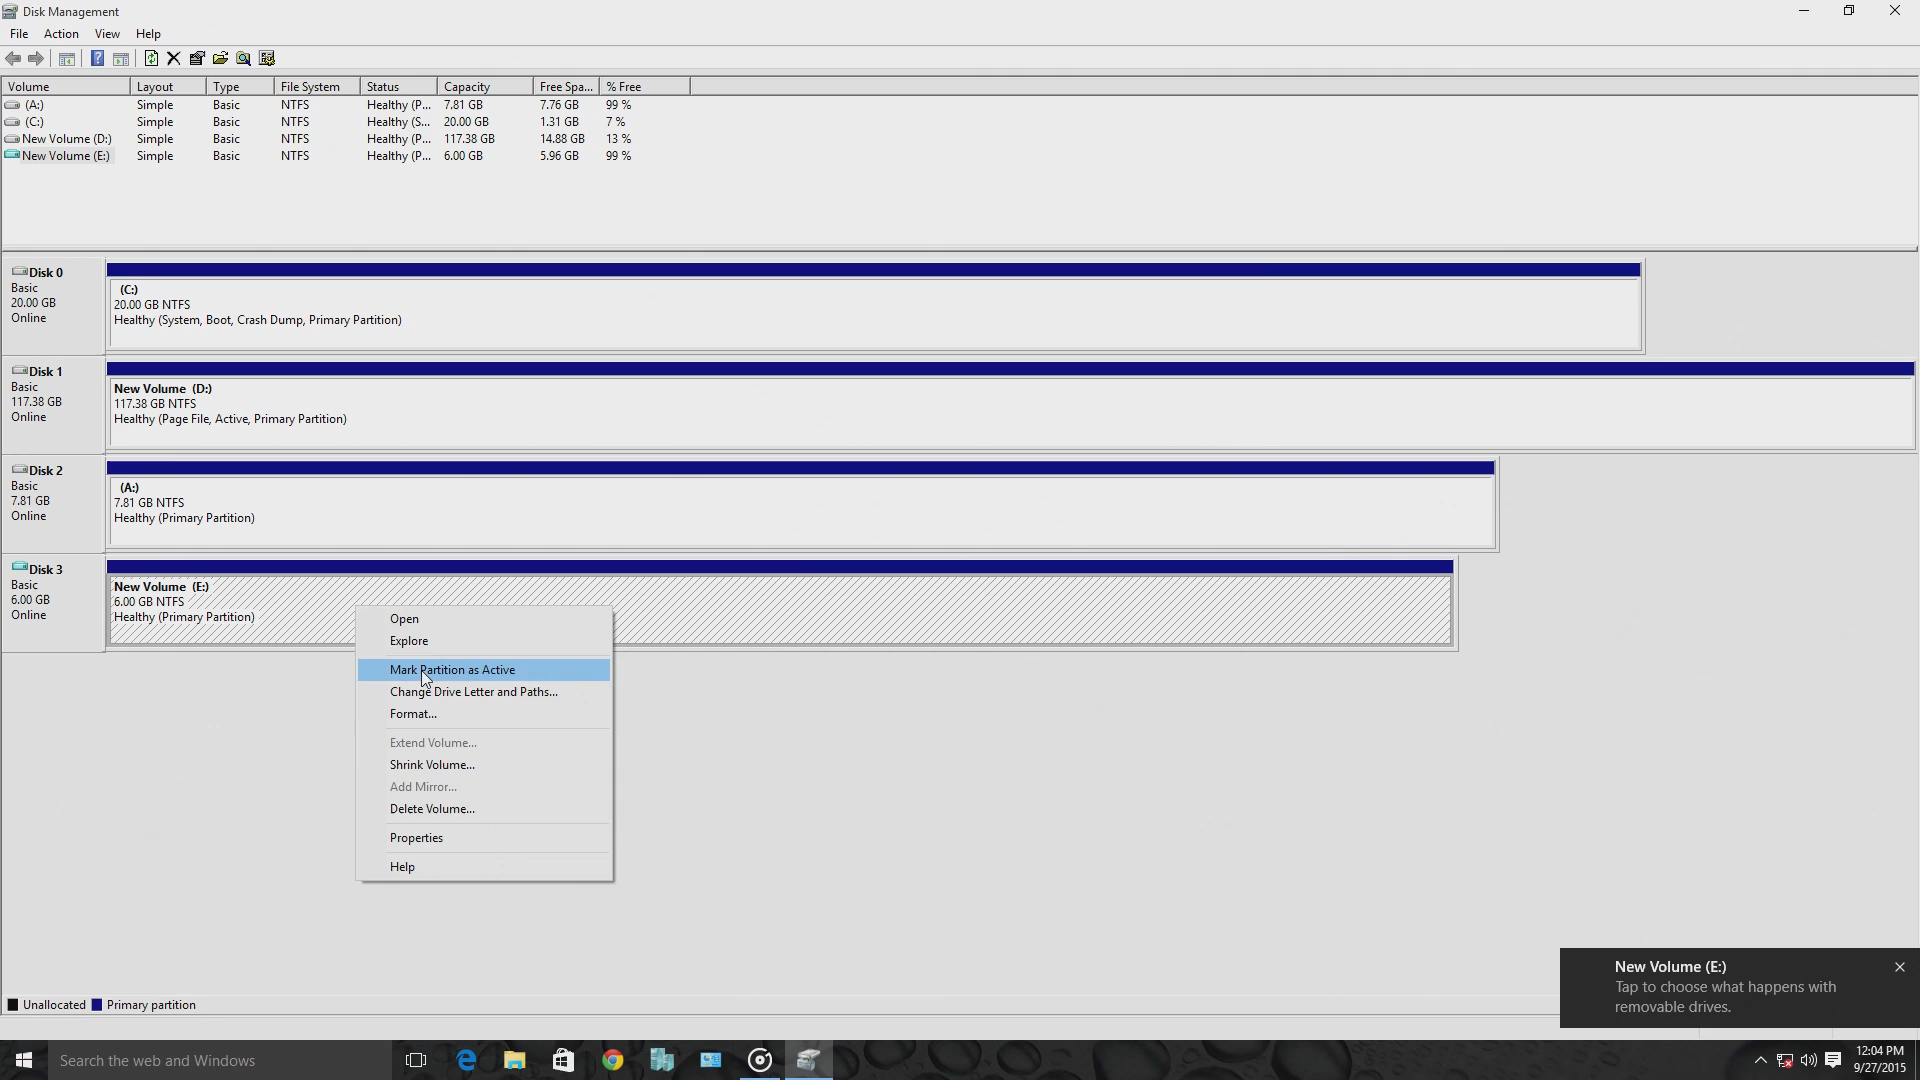 Disk Management
File Action View Help
Volume Layout Type File System Status Capacity Free Spa... % Free
(A:) Simple Basic NTFS Healthy (P... 7.81 GB 7.76 GB 99 %
(C:) Simple Basic NTFS Healthy (S... 20.00 GB 1.31 GB 7 %
New Volume (D:) Simple Basic NTFS Healthy (P... 117.38 GB 14.88 GB 13 %
New Volume (E:) Simple Basic NTFS Healthy (P... 6.00 GB 5.96 GB 99 %
Disk 0
Basic
20.00 GB
Online
(C:)
20.00 GB NTFS
Healthy (System, Boot, Crash Dump, Primary Partition)
Disk 1
Basic
117.38 GB
Online
New Volume (D:)
117.38 GB NTFS
Healthy (Page File, Active, Primary Partition)
Disk 2
Basic
7.81 GB
Online
(A:)
7.81 GB NTFS
Healthy (Primary Partition)
Disk 3
Basic
6.00 GB
Online
New Volume (E:)
6.00 GB NTFS
Healthy (Primary Partition)
Open
Explore
Mark Partition as Active
Change Drive Letter and Paths...
Format...
Extend Volume...
Shrink Volume...
Add Mirror...
Delete Volume...
Properties
Help
New Volume (E:)
Tap to choose what happens with
removable drives.
Unallocated Primary partition
Search the web and Windows
12:04 PM
9/27/2015